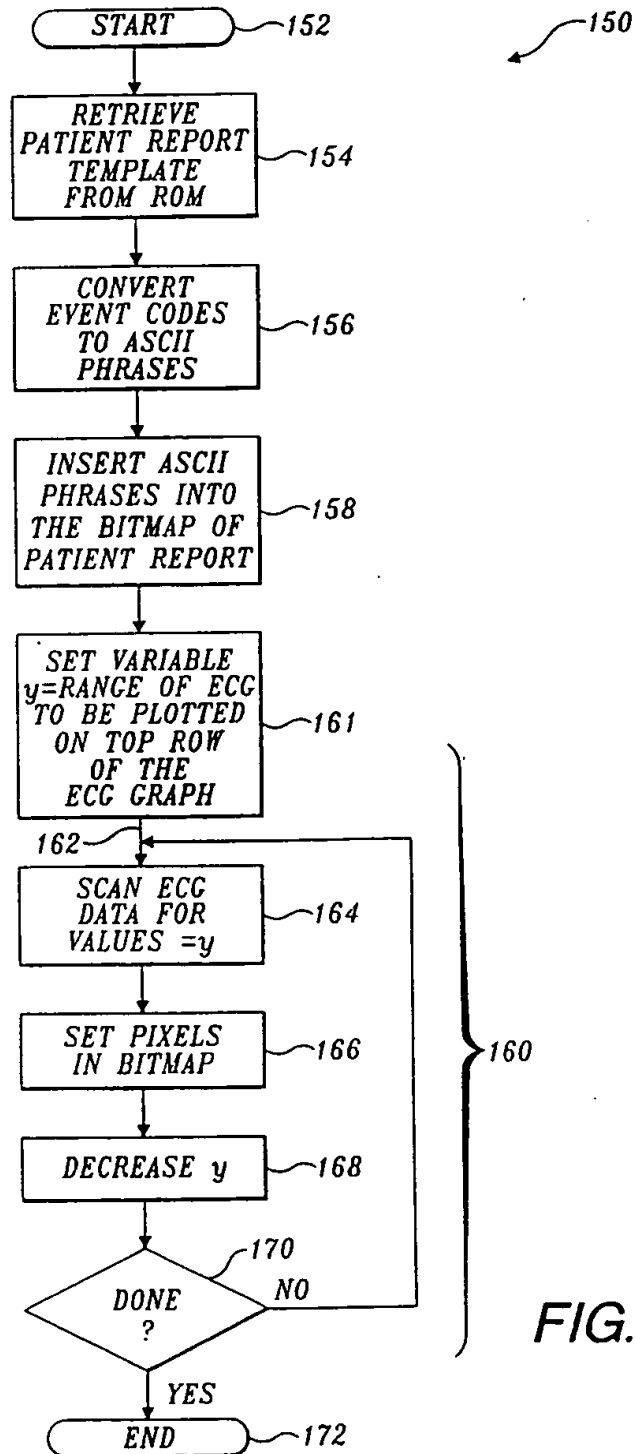 START
152
150
RETRIEVE
PATIENT REPORT
TEMPLATE
FROM ROM
154
CONVERT
EVENT CODES
TO ASCII
PHRASES
156
INSERT ASCII
PHRASES INTO
THE BITMAP OF
PATIENT REPORT
158
SET VARIABLE
y=RANGE OF ECG
TO BE PLOTTED
ON TOP ROW
OF THE
ECG GRAPH
161
162
SCAN ECG
DATA FOR
VALUES =y
164
SET PIXELS
IN BITMAP
166
160
DECREASE y
168
170
DONE
?
NO
YES
FIG.
END
172